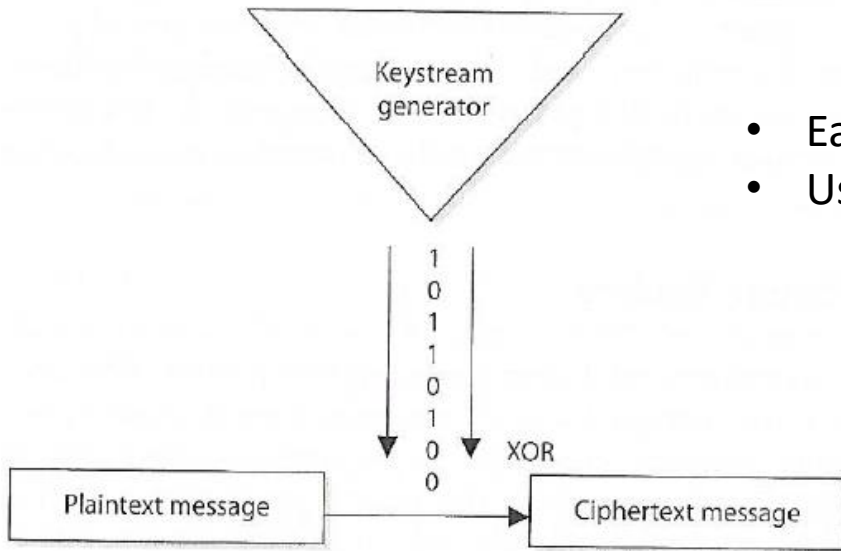 Keystream
generator
• Ea
• Us
1
0
1
1
0
1
0
0
XOR
Plaintext message
Ciphertext message